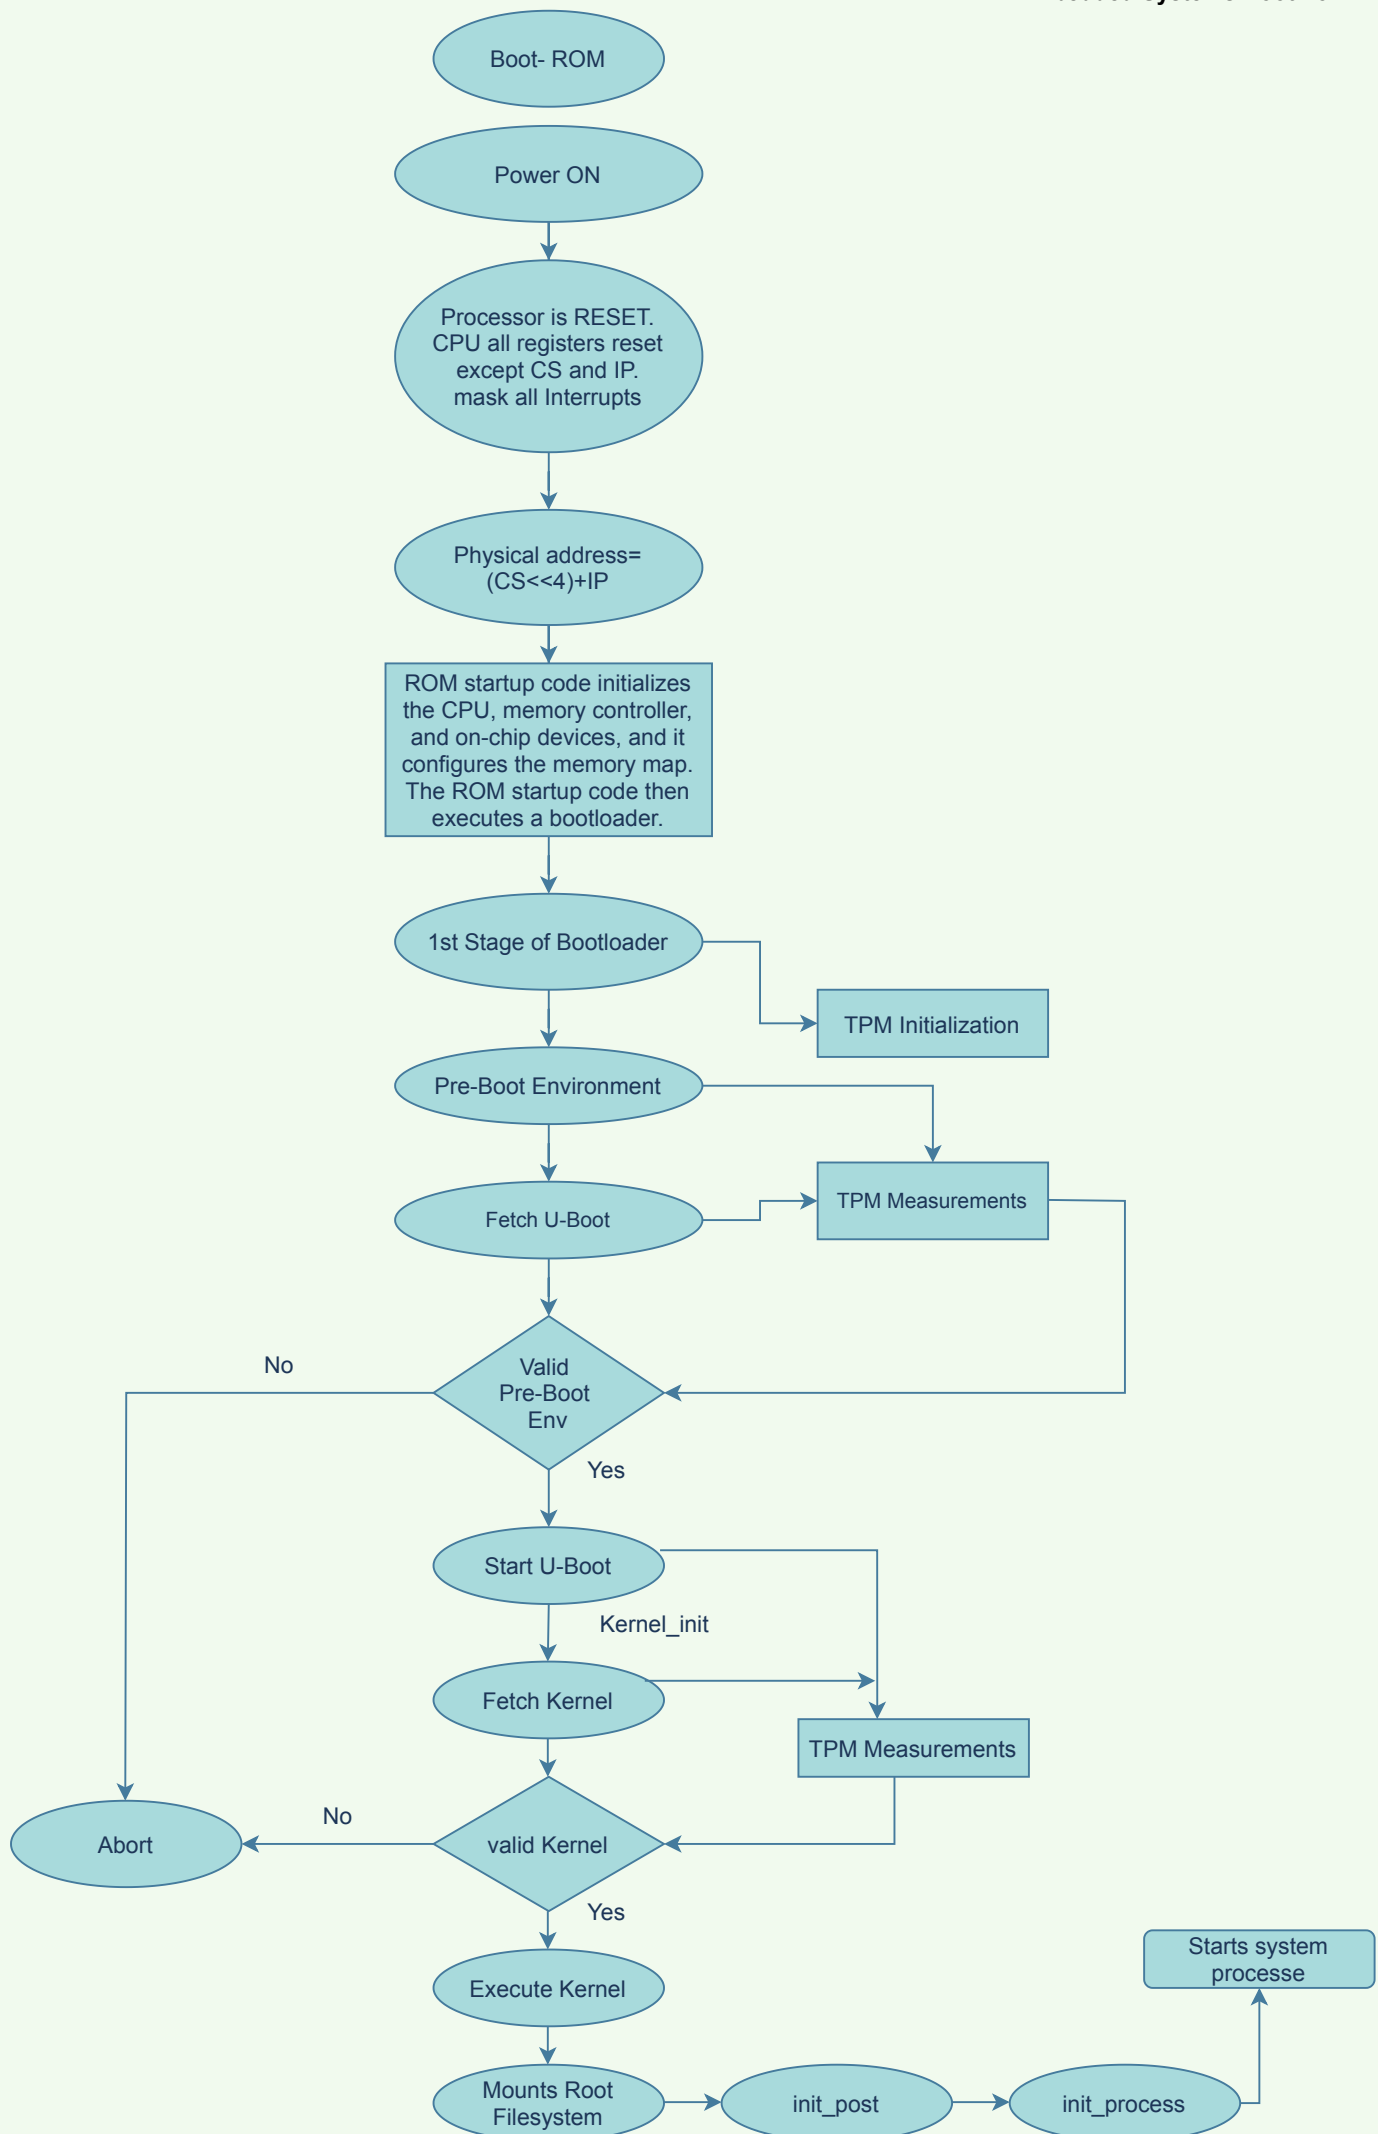 Boot- ROM
Power ON
Processor is RESET.
CPU all registers reset
except CS and IP.
mask all Interrupts
Physical address=
(CS<<4)+IP
ROM startup code initializes
the CPU, memory controller,
and on-chip devices, and it
configures the memory map.
The ROM startup code then
executes a bootloader.
1st Stage of Bootloader
TPM Initialization
Pre-Boot Environment
TPM Measurements
Fetch U-Boot
No
Valid
Pre-Boot
Env
Yes
Start U-Boot
Kernel_init
Fetch Kernel
TPM Measurements
No
Abort
valid Kernel
Yes
Starts system
processe
Execute Kernel
Mounts Root
Filesystem
init_post
init_process